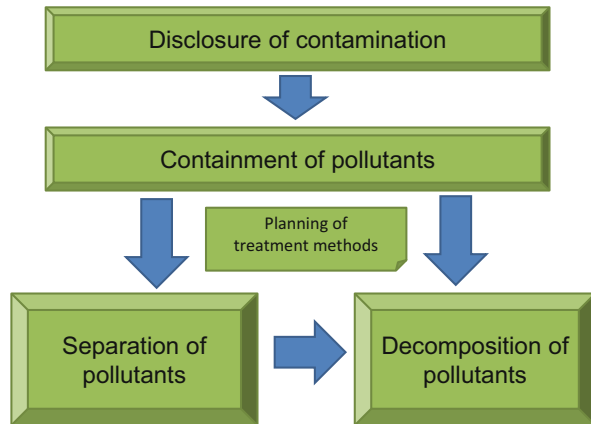 Disclosure of contamination
Containment of pollutants
Planning of
treatment methods
Separation of
pollutants
Decomposition of
pollutants